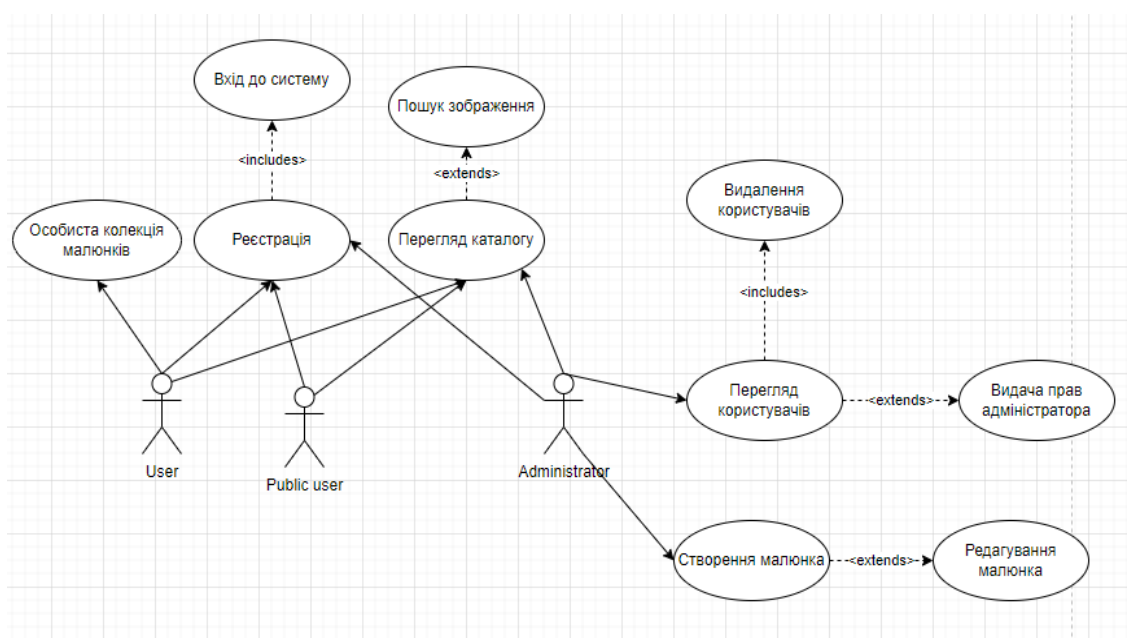 Вхід до систему
Пошук зображення
<includes>
<extends>
Видалення
користувачів
Особиста колекція
малюнків
Реєстрація
Перегляд каталогу
<includes>
Перегляд
користувачів
<extends>
Видача прав
адміністратора
User
Public user
Administrator
Створення малюнка
<extends>
Редагування
малюнка